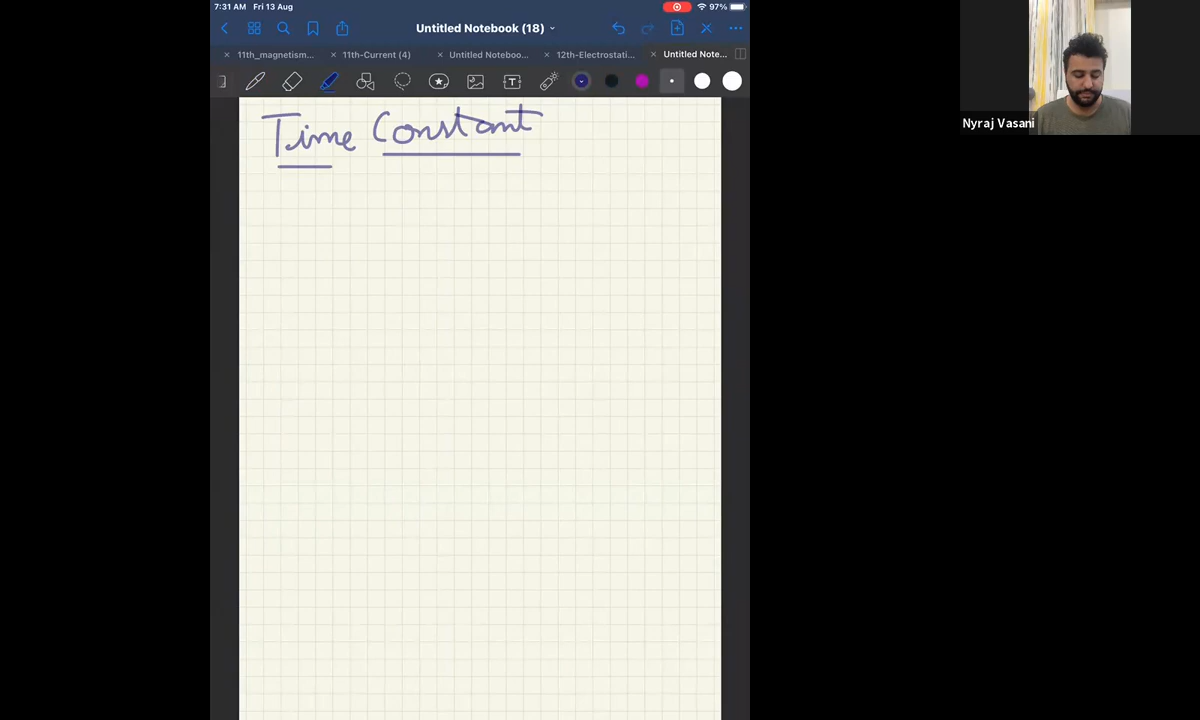 7:31 AM Fri 13 Aug
97%
Untitled Notebook (18)
11th_magnetism...
11th-Current (4)
Untitled Noteboo...
12th-Electrostati...
Untitled Note...
T
Time Constant
Nyraj Vasani